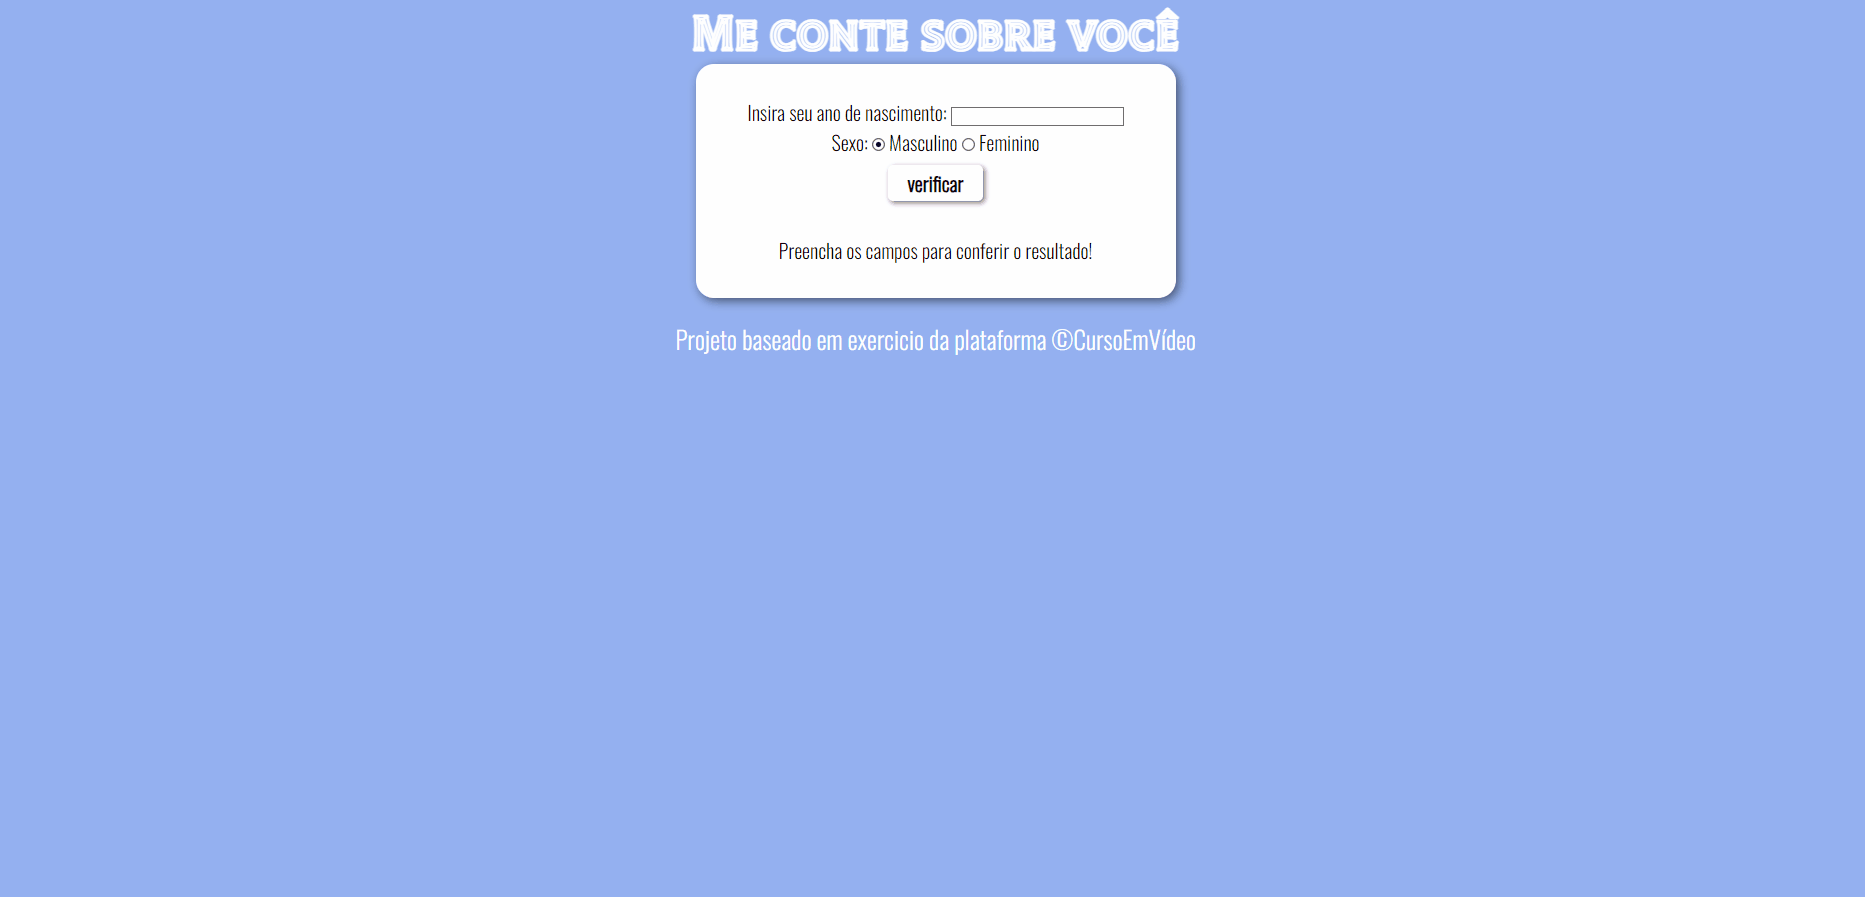 Me conte sobre você
Insira seu ano de nascimento:
Sexo: Masculino Feminino
verificar
Preencha os campos para conferir o resultado!
Projeto baseado em exercicio da plataforma ©CursoEmVídeo